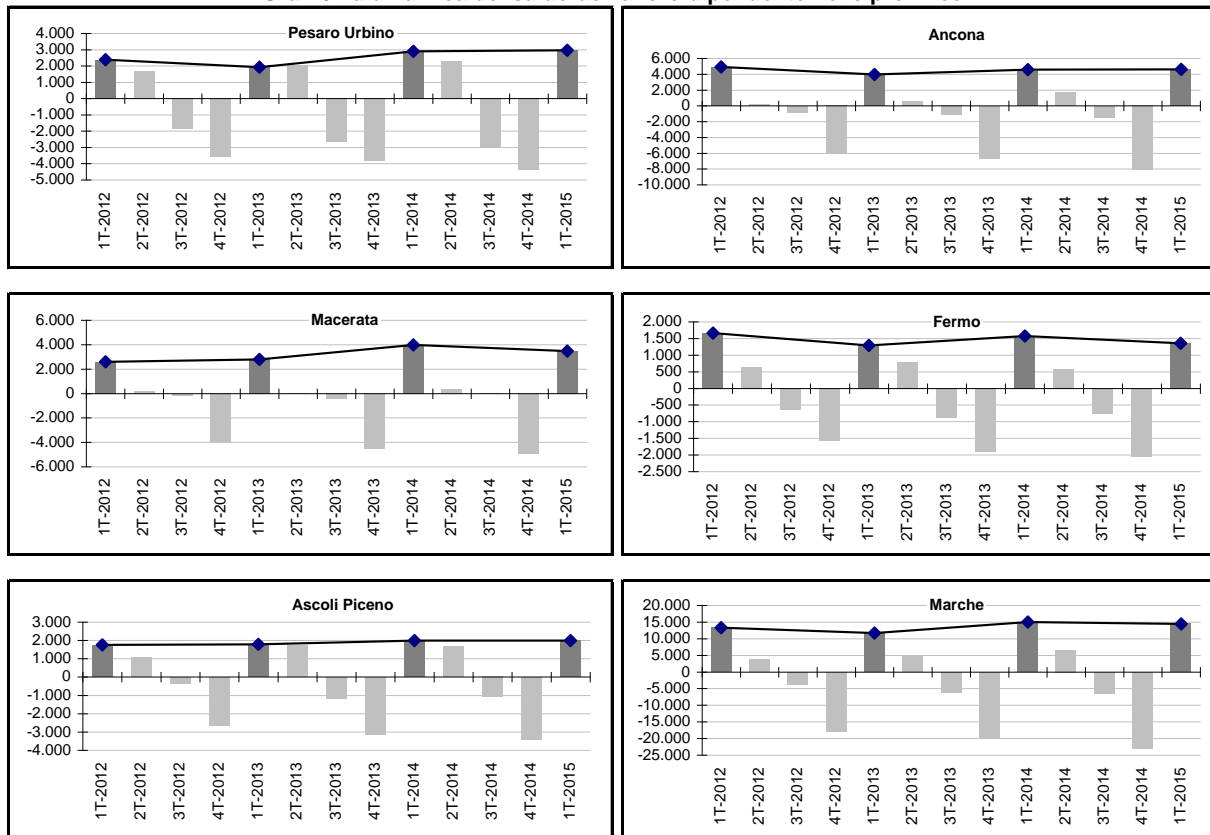 Pesaro Urbino
4.000
3.000
2.000
1.000
0
-1.000
-2.000
-3.000
-4.000
-5.000
1T-2012
2T-2012
3T-2012
4T-2012
1T-2013
2T-2013
3T-2013
4T-2013
1T-2014
2T-2014
3T-2014
4T-2014
1T-2015
Ancona
6.000
4.000
2.000
0
-2.000
-4.000
-6.000
-8.000
-10.000
1T-2012
2T-2012
3T-2012
4T-2012
1T-2013
2T-2013
3T-2013
4T-2013
1T-2014
2T-2014
3T-2014
4T-2014
1T-2015
Macerata
6.000
4.000
2.000
0
-2.000
-4.000
-6.000
1T-2012
2T-2012
3T-2012
4T-2012
1T-2013
2T-2013
3T-2013
4T-2013
1T-2014
2T-2014
3T-2014
4T-2014
1T-2015
Fermo
2.000
1.500
1.000
500
0
-500
-1.000
-1.500
-2.000
-2.500
1T-2012
2T-2012
3T-2012
4T-2012
1T-2013
2T-2013
3T-2013
4T-2013
1T-2014
2T-2014
3T-2014
4T-2014
1T-2015
Ascoli Piceno
3.000
2.000
1.000
0
-1.000
-2.000
-3.000
-4.000
1T-2012
2T-2012
3T-2012
4T-2012
1T-2013
2T-2013
3T-2013
4T-2013
1T-2014
2T-2014
3T-2014
4T-2014
1T-2015
Marche
20.000
15.000
10.000
5.000
0
-5.000
-10.000
-15.000
-20.000
-25.000
1T-2012
2T-2012
3T-2012
4T-2012
1T-2013
2T-2013
3T-2013
4T-2013
1T-2014
2T-2014
3T-2014
4T-2014
1T-2015